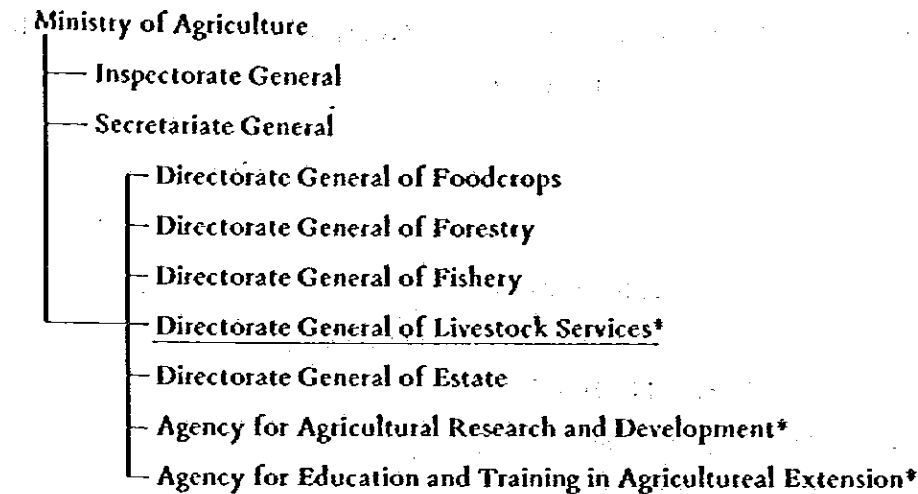 Ministry of Agriculture
Inspectorate General
Secretariate General
Directorate General of Foodcrops
Directorate General of Forestry
Directorate General of Fishery
Directorate General of Livestock Services*
Directorate General of Estate
Agency for Agricultural Research and Development*
Agency for Education and Training in Agricultureal Extension*